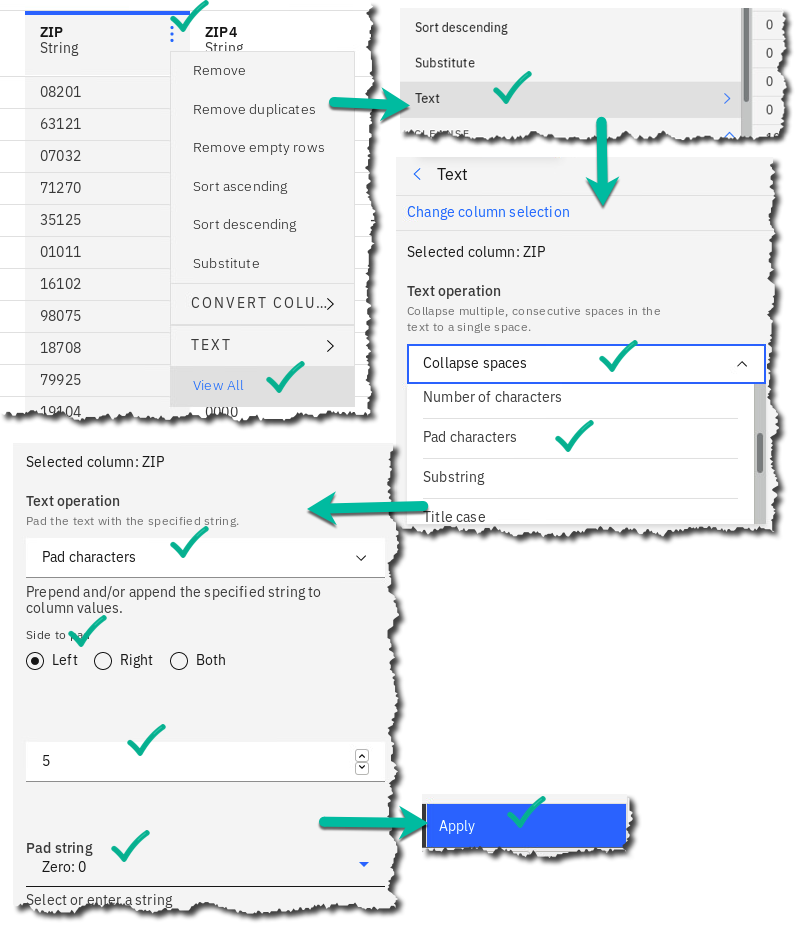 ZIP
String
ZIP4
String
08201
63121
07032
71270
35125
01011
16102
98075
18708
79925
19104
0000
Remove
Remove duplicates
Remove empty rows
Sort ascending
Sort descending
Substitute
CONVERT COLU...
TEXT
View All
Sort descending
Substitute
Text
0
0
0
0
CLEANSE
Text
Change column selection
Selected column: ZIP
Text operation
Collapse multiple, consecutive spaces in the
text to a single space.
Collapse spaces
Number of characters
Pad characters
Substring
Title case
Selected column: ZIP
Text operation
Pad the text with the specified string.
Pad characters
Prepend and/or append the specified string to
column values.
Side to pad
Left Right Both
5
Pad string
Zero: 0
Select or enter a string
Apply